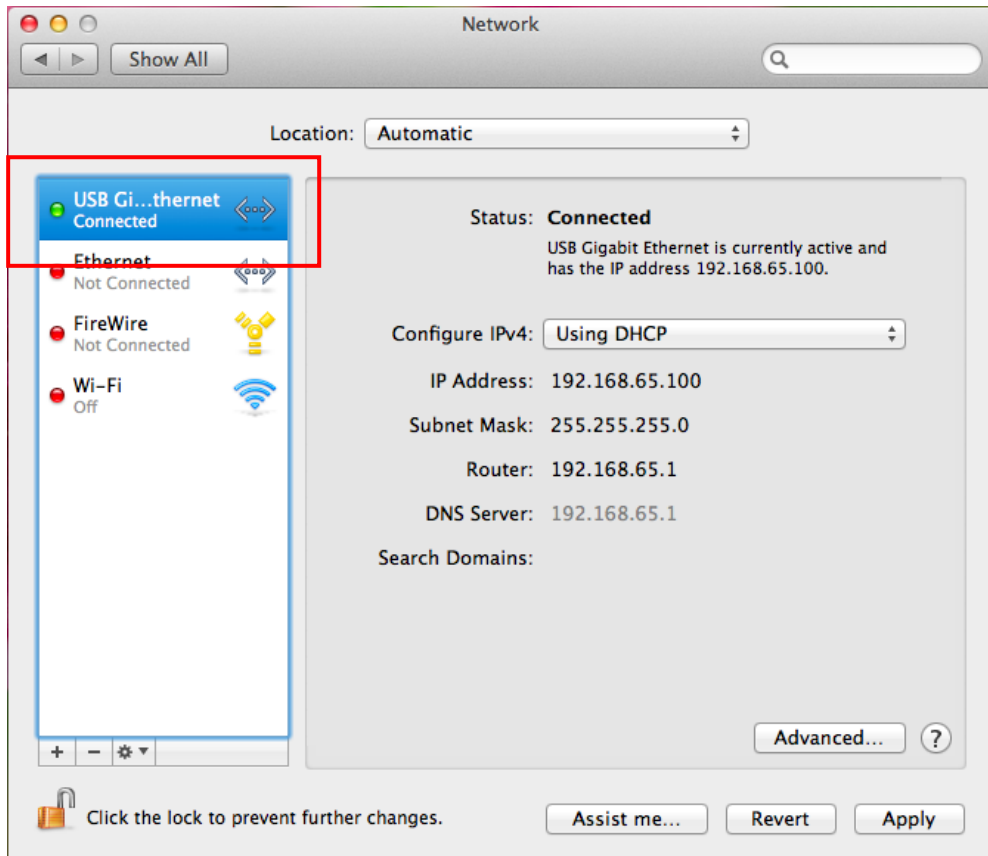 Network
Show All
Location: Automatic
USB Gi...thernet
Connected
Ethernet
Not Connected
FireWire
Not Connected
Wi-Fi
Off
Status: Connected
USB Gigabit Ethernet is currently active and
has the IP address 192.168.65.100.
Configure IPv4: Using DHCP
IP Address: 192.168.65.100
Subnet Mask: 255.255.255.0
Router: 192.168.65.1
DNS Server: 192.168.65.1
Search Domains:
Advanced... ?
Click the lock to prevent further changes.
Assist me... Revert Apply